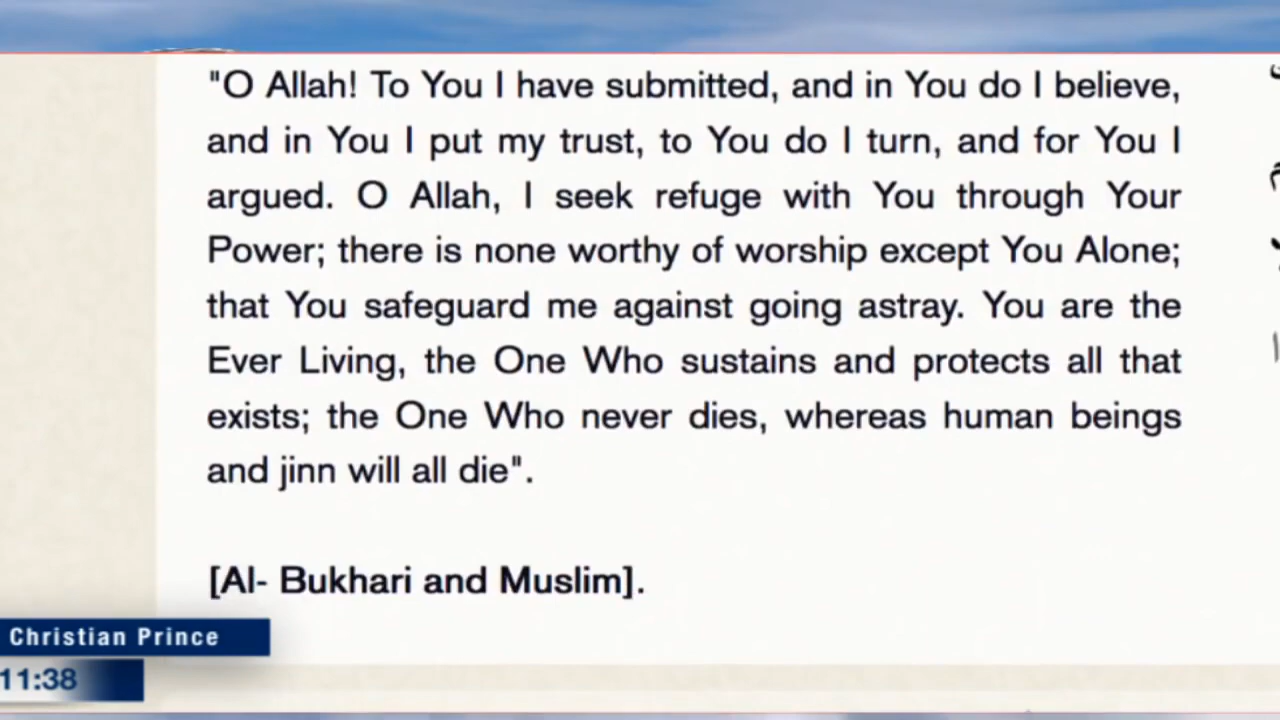 "O Allah! To You I have submitted, and in You do I believe,
and in You I put my trust, to You do I turn, and for You I
argued. O Allah, I seek refuge with You through Your
Power; there is none worthy of worship except You Alone;
that You safeguard me against going astray. You are the
Ever Living, the One Who sustains and protects all that
exists; the One Who never dies, whereas human beings
and jinn will all die".
[Al- Bukhari and Muslim].
Christian Prince
11:38